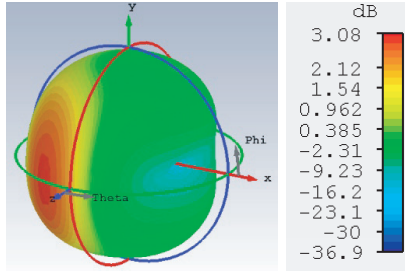 y
Phi
x
z
Theta
dB
3.08
2.12
1.54
0.962
0.385
-2.31
-9.23
-16.2
-23.1
-30
-36.9